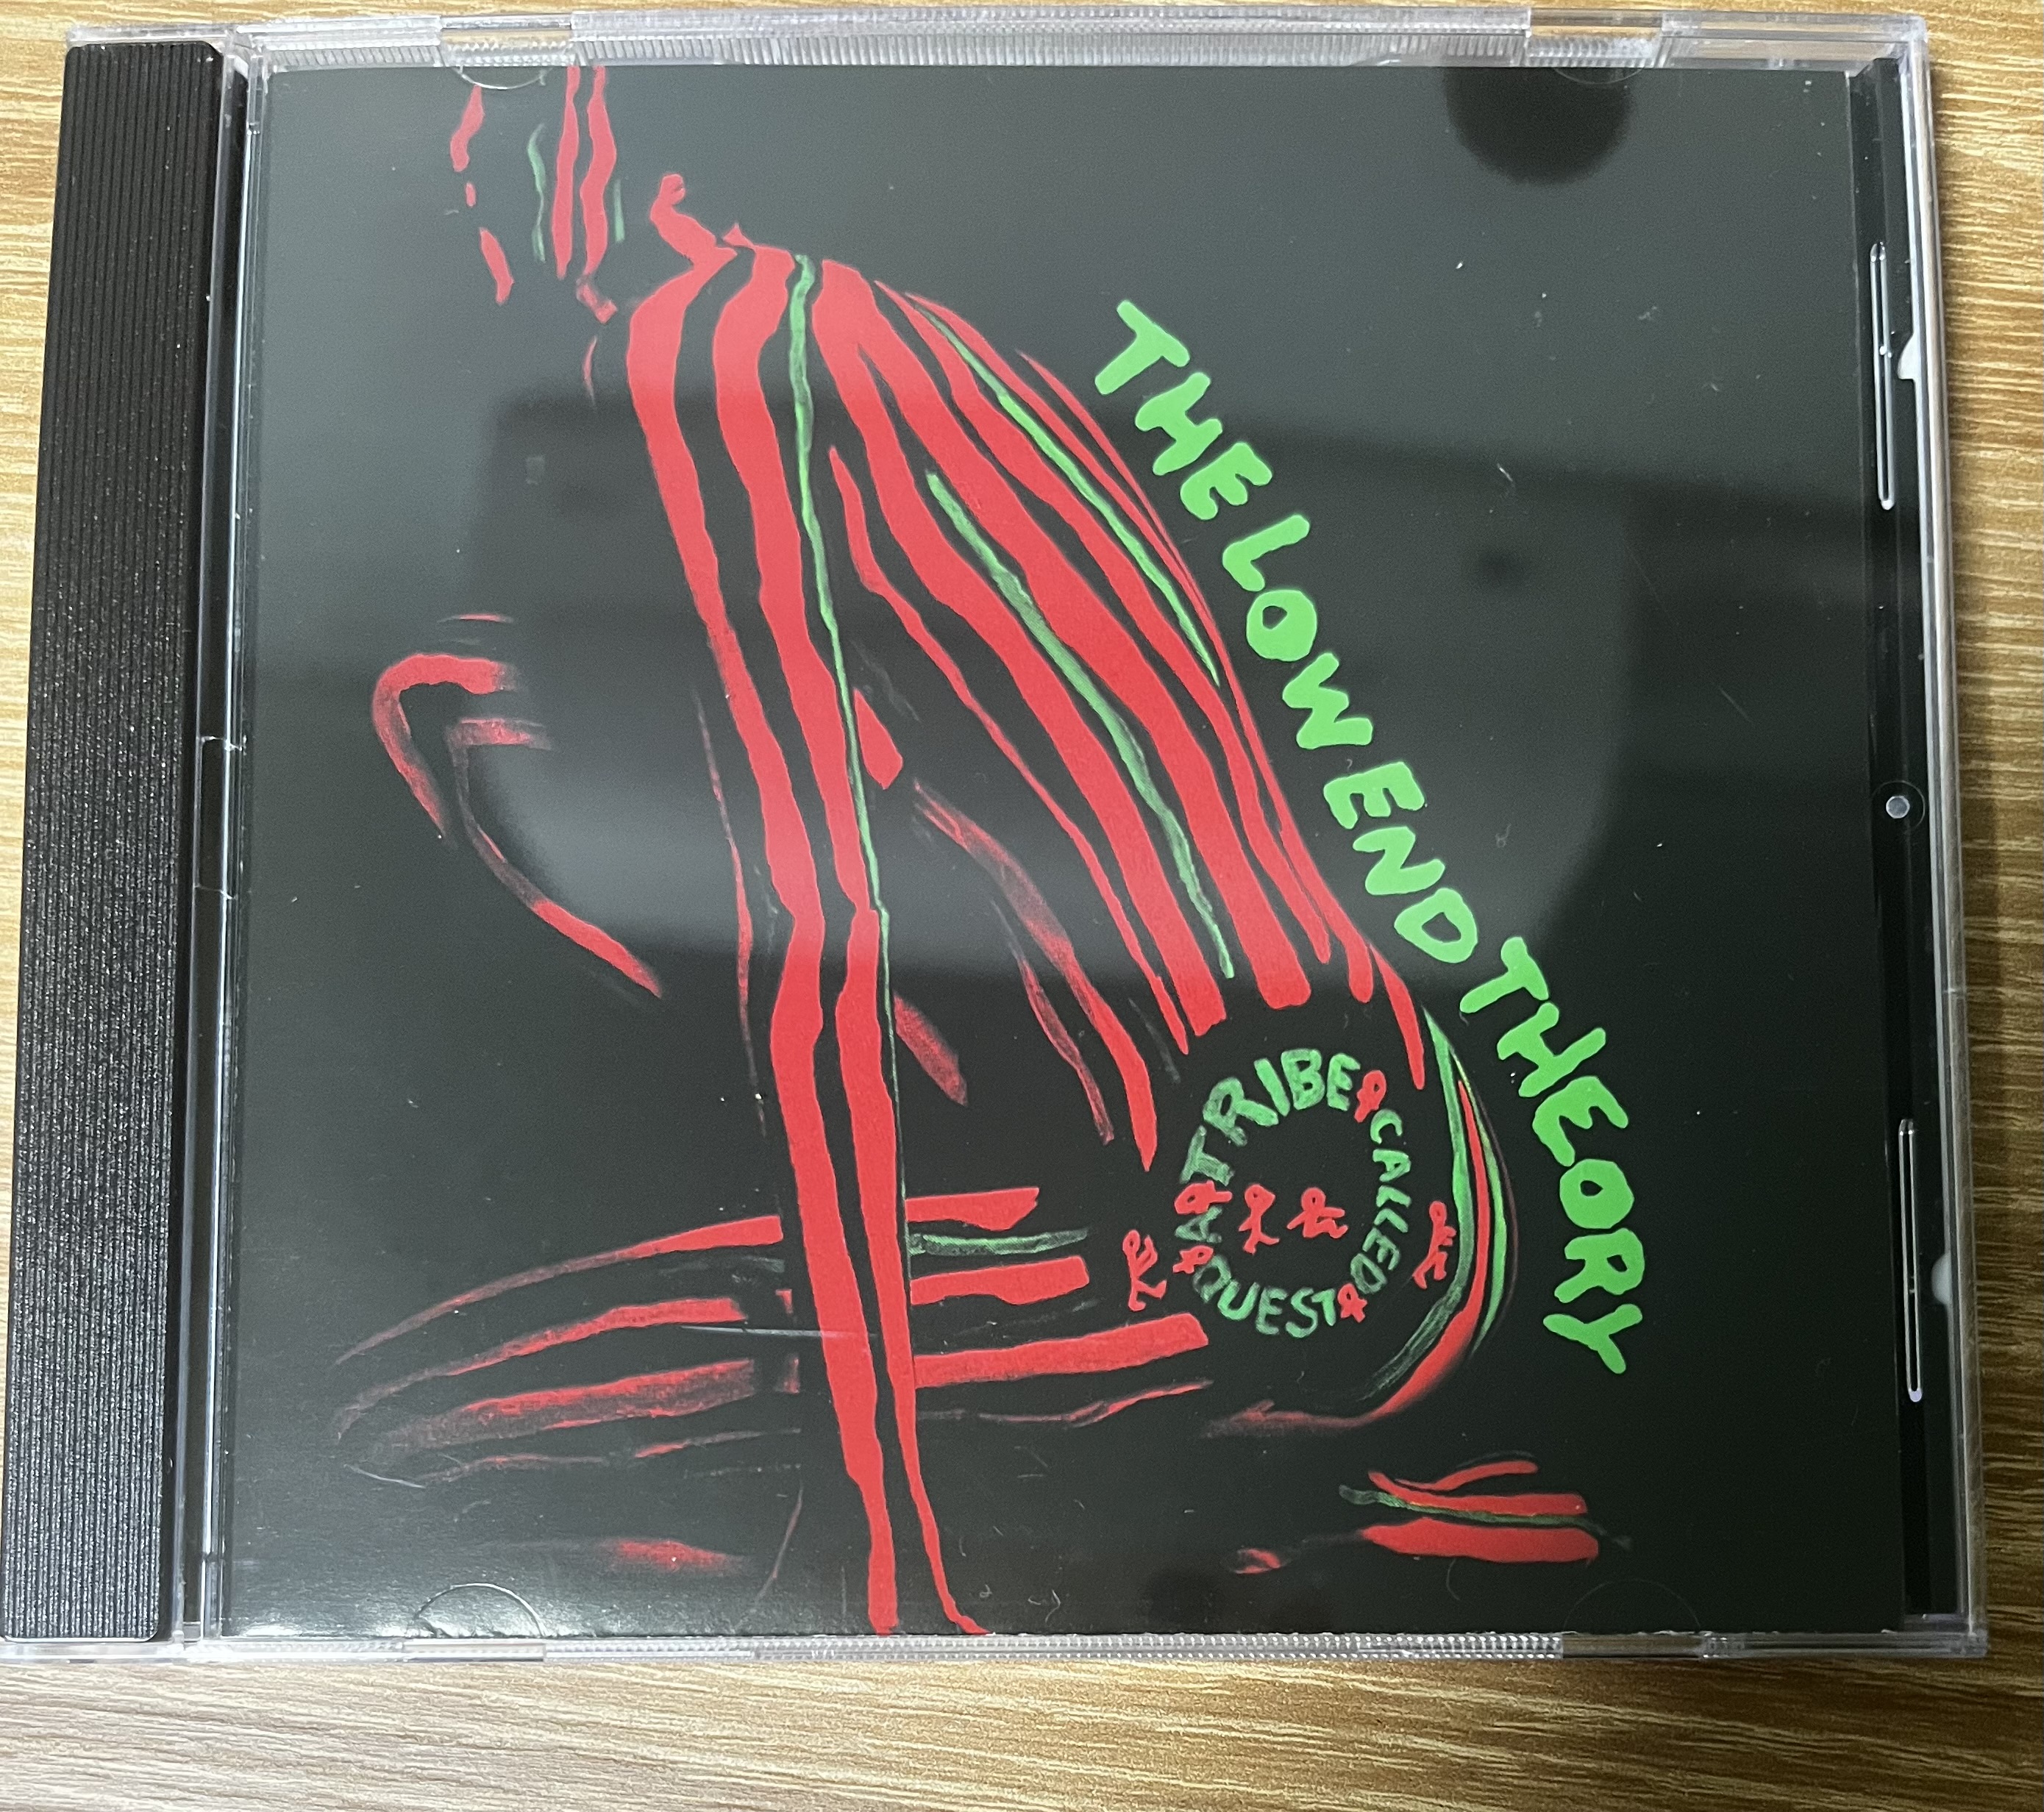 THE LOW END THEORY
A TRIBE CALLED QUEST